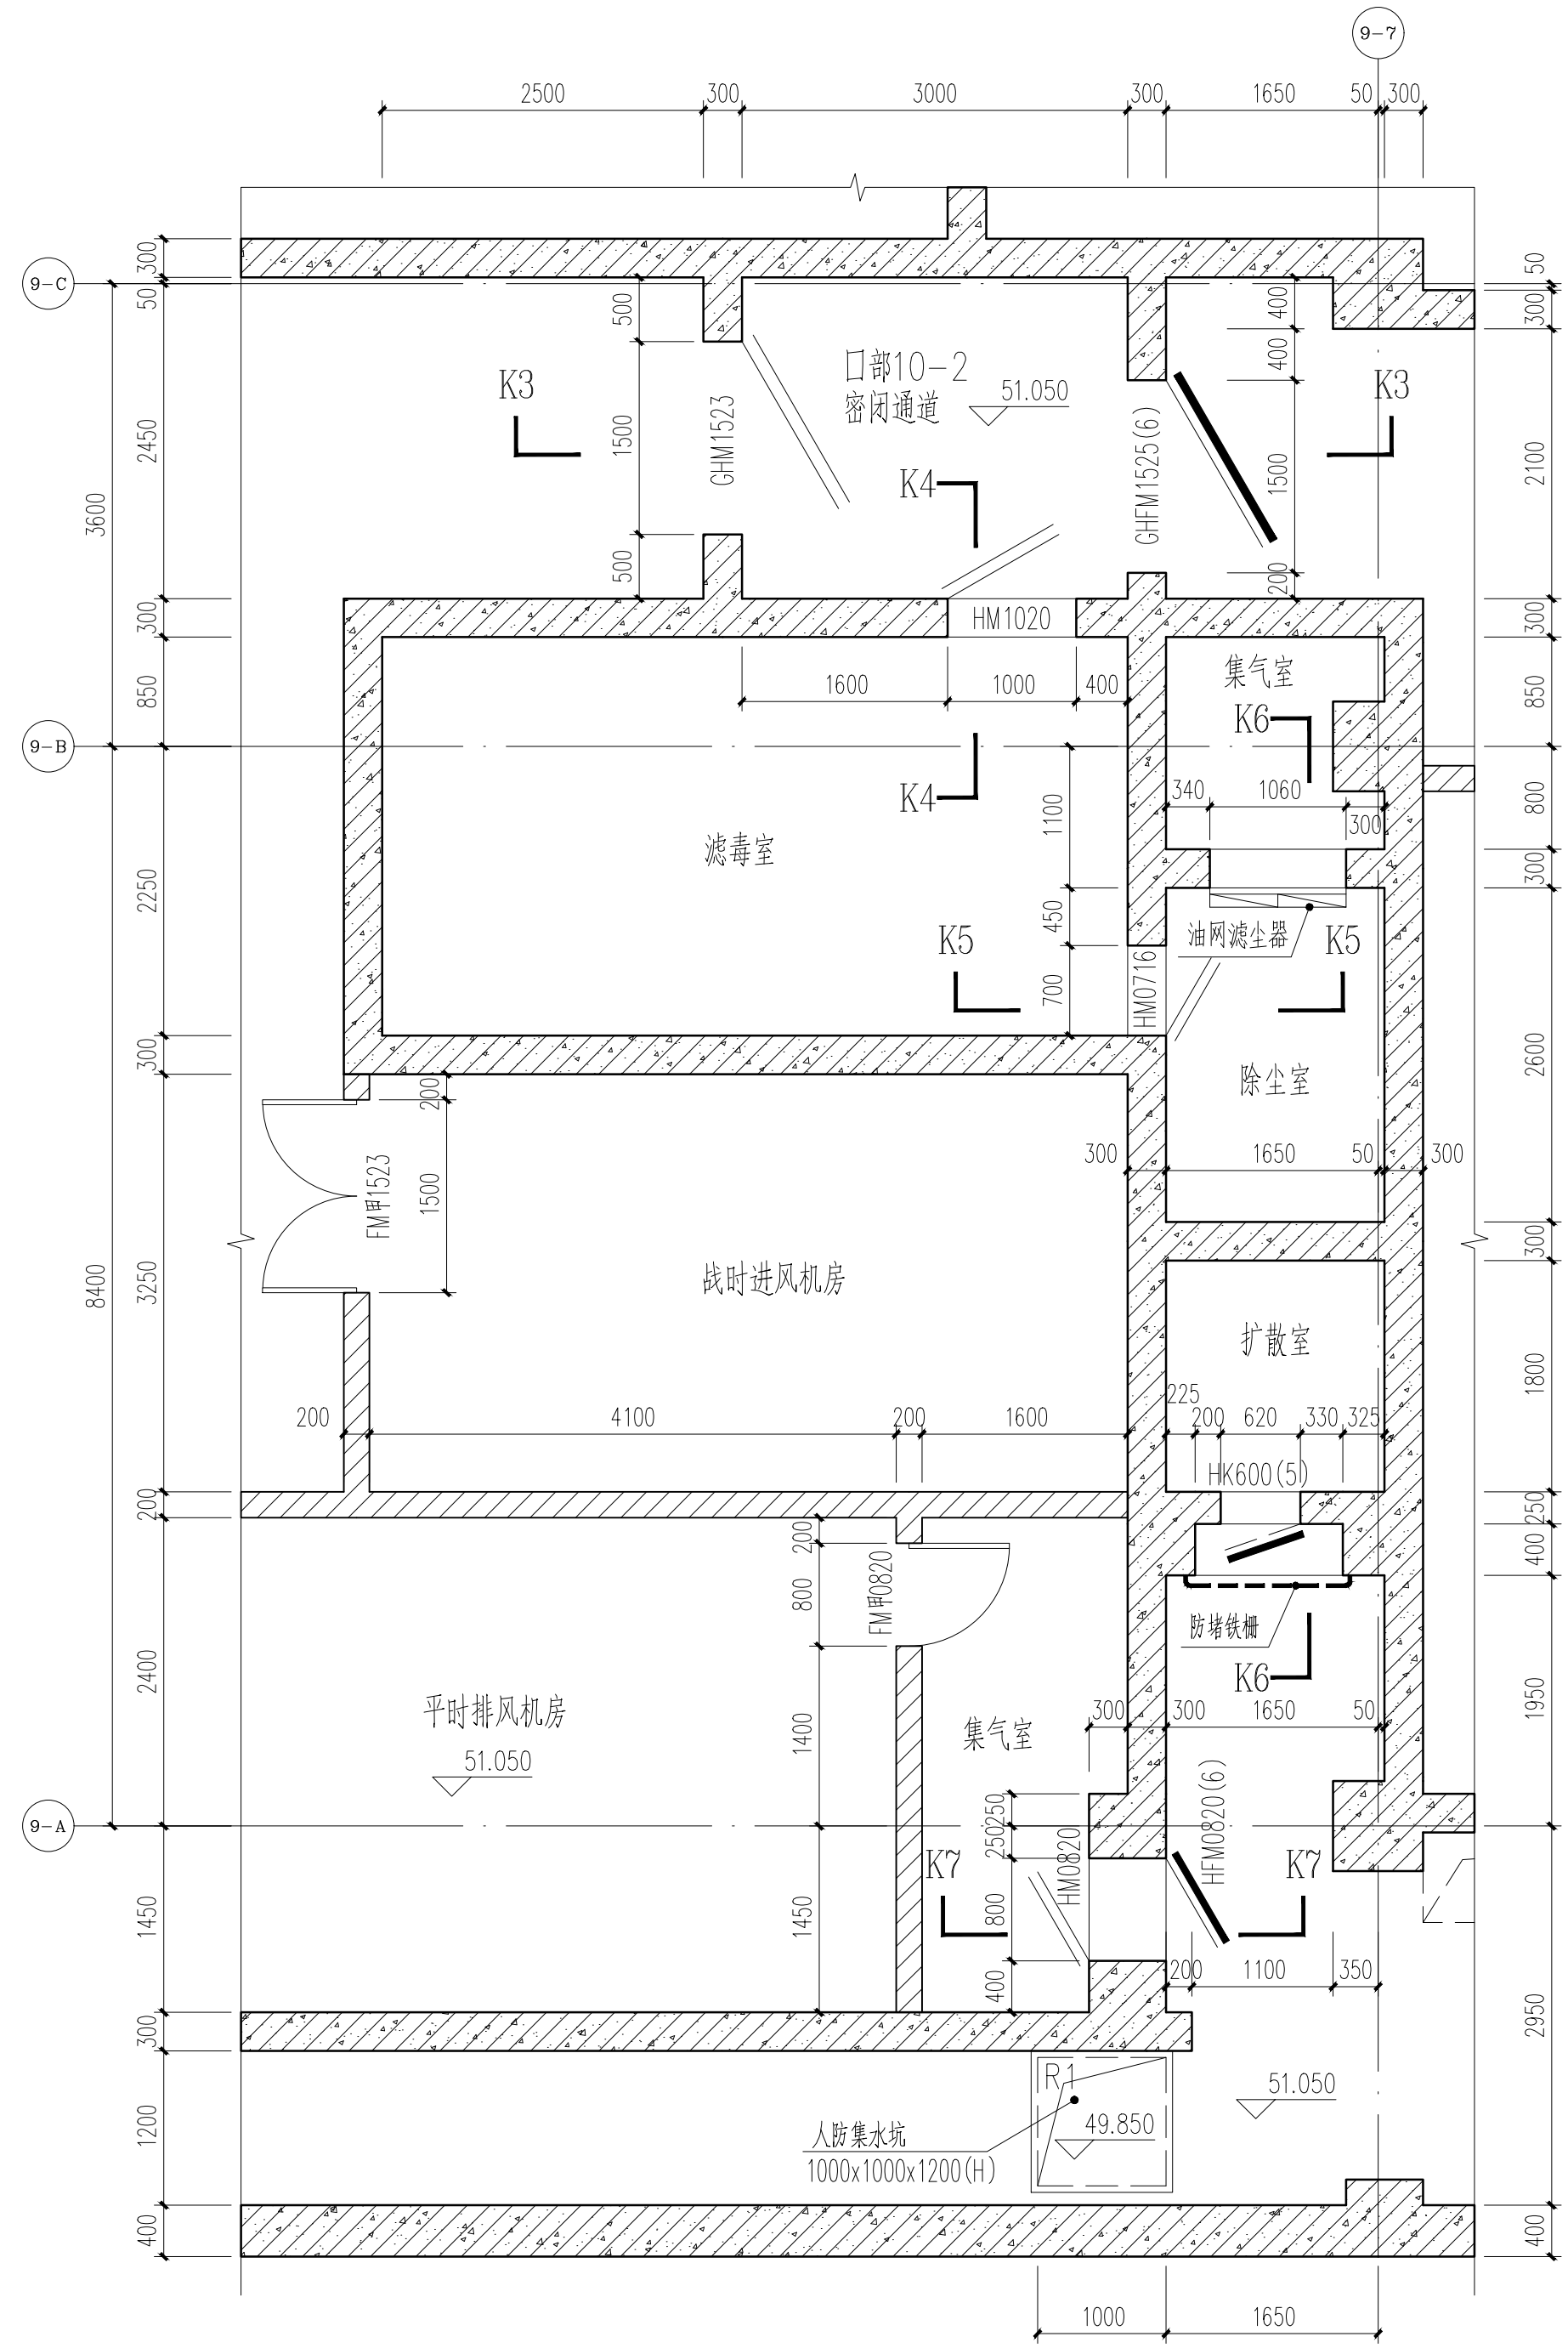 9-7
2500 300 3000 300 1650 50 300
300
50
9-C
50
300
500
400
口部10-2
密闭通道
51.050
400
K3
K3
2450
1500
GHM1523
GHFM1525(6)
1500
2100
K4
3600
500
200
300
HM1020
300
1600 1000 400
集气室
850
850
K6
9-B
K4
340 1060
300
800
1100
滤毒室
300
2250
450
油网滤尘器
K5
K5
700
HM0716
2600
300
200
除尘室
FM甲1523
1500
300 1650 50 300
300
战时进风机房
3250
8400
扩散室
1800
225
200 4100 200 1600
200 620 330 325
HK600(5)
200
250
200
400
800
FM甲0820
防堵铁栅
K6
2400
1950
平时排风机房
51.050
1400
集气室
300 300 1650 50
HFM0820(6)
250
250
9-A
HM0820
K7
K7
1450
1450
800
400
200 1100 350
300
2950
R1
51.050
49.850
1200
人防集水坑
1000x1000x1200(H)
400
400
1000 1650